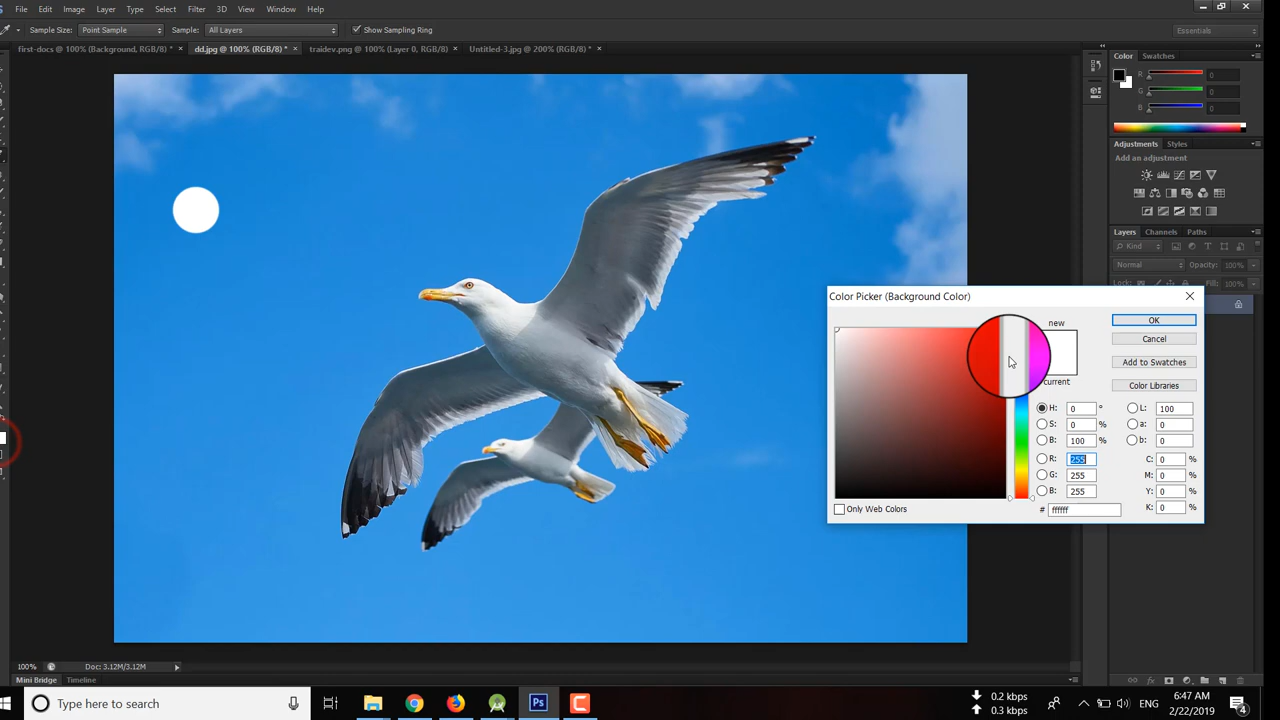 File Edit Image Layer Type Select Filter 3D View Window Help
Sample Size: Point Sample Sample: All Layers Show Sampling Ring Essentials
first-docs @ 100% (Background, RGB/8) * × dd.jpg @ 100% (RGB/8) * × traidev.png @ 100% (Layer 0, RGB/8) × Untitled-3.jpg @ 200% (RGB/8) * ×
Color Swatches
R 0
G 0
B 0
Adjustments Styles
Add an adjustment
Layers Channels Paths
Kind
Normal Opacity: 100%
Lock: Fill: 100%
Color Picker (Background Color)
new
current
OK
Cancel
Add to Swatches
Color Libraries
H: 0 ° L: 100
S: 0 % a: 0
B: 100 % b: 0
R: 255 C: 0 %
G: 255 M: 0 %
B: 255 Y: 0 %
K: 0 %
Only Web Colors # ffffff
100% Doc: 3.12M/3.12M
Mini Bridge Timeline
Type here to search
Ps
0.2 kbps
0.3 kbps
ENG
6:47 AM
2/22/2019
4